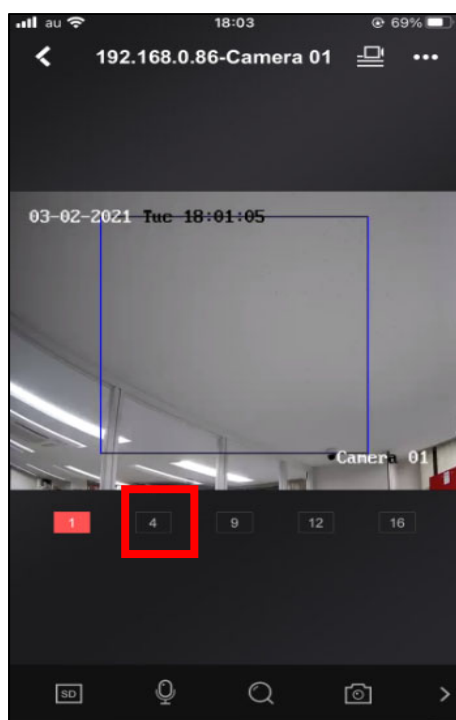 au 18:03 69%
192.168.0.86-Camera 01
03-02-2021 Tue 18:01:05
Camera 01
1 4 9 12 16
SD